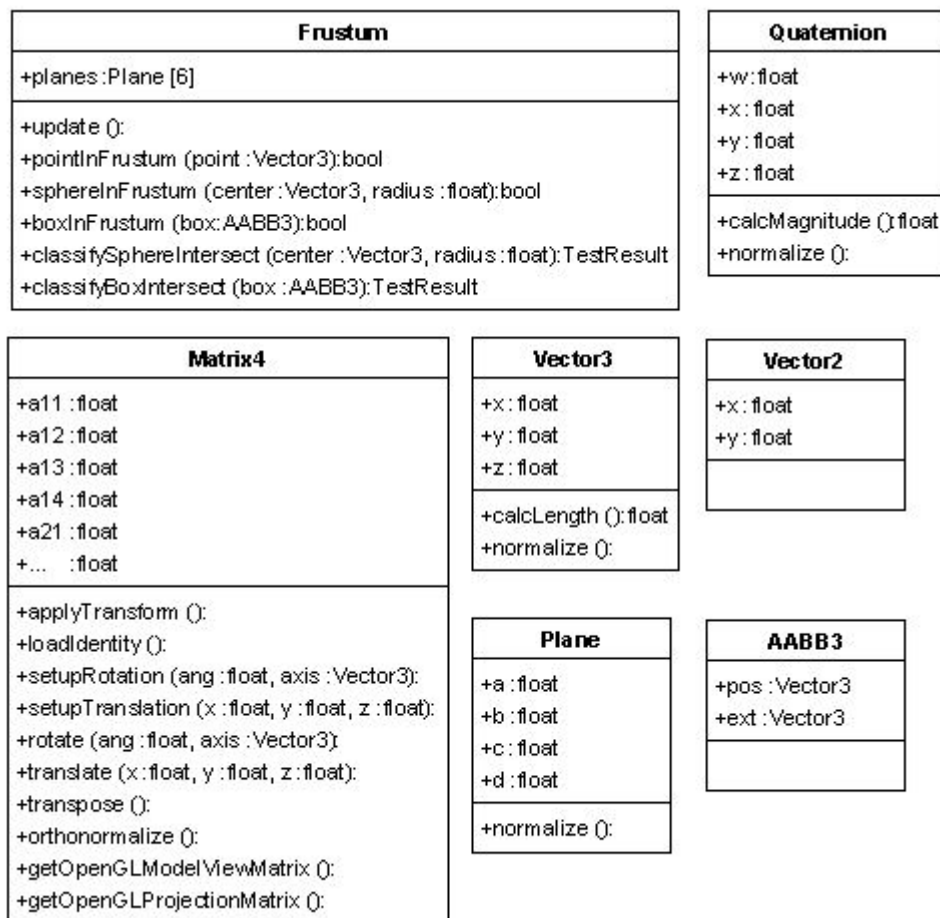 Frustum
+planes:Plane [6]
+update ():
+pointInFrustum (point :Vector3):bool
+sphereInFrustum (center :Vector3, radius :float):bool
+boxInFrustum (box:AABB3):bool
+classifySphereIntersect (center :Vector3, radius :float):TestResult
+classifyBoxIntersect (box :AABB3):TestResult
Quaternion
+w:float
+x:float
+y:float
+z:float
+calcMagnitude ():float
+normalize ():
Matrix4
+a11 :float
+a12 :float
+a13 :float
+a14 :float
+a21 :float
+... :float
+applyTransform ():
+loadIdentity ():
+setupRotation (ang :float, axis :Vector3):
+setupTranslation (x :float, y :float, z :float):
+rotate (ang :float, axis :Vector3):
+translate (x :float, y :float, z :float):
+transpose ():
+orthonormalize ():
+getOpenGLModelViewMatrix ():
+getOpenGLProjectionMatrix ():
Vector3
+x:float
+y:float
+z:float
+calcLength ():float
+normalize ():
Vector2
+x:float
+y:float
Plane
+a:float
+b:float
+c:float
+d:float
+normalize ():
AABB3
+pos:Vector3
+ext:Vector3